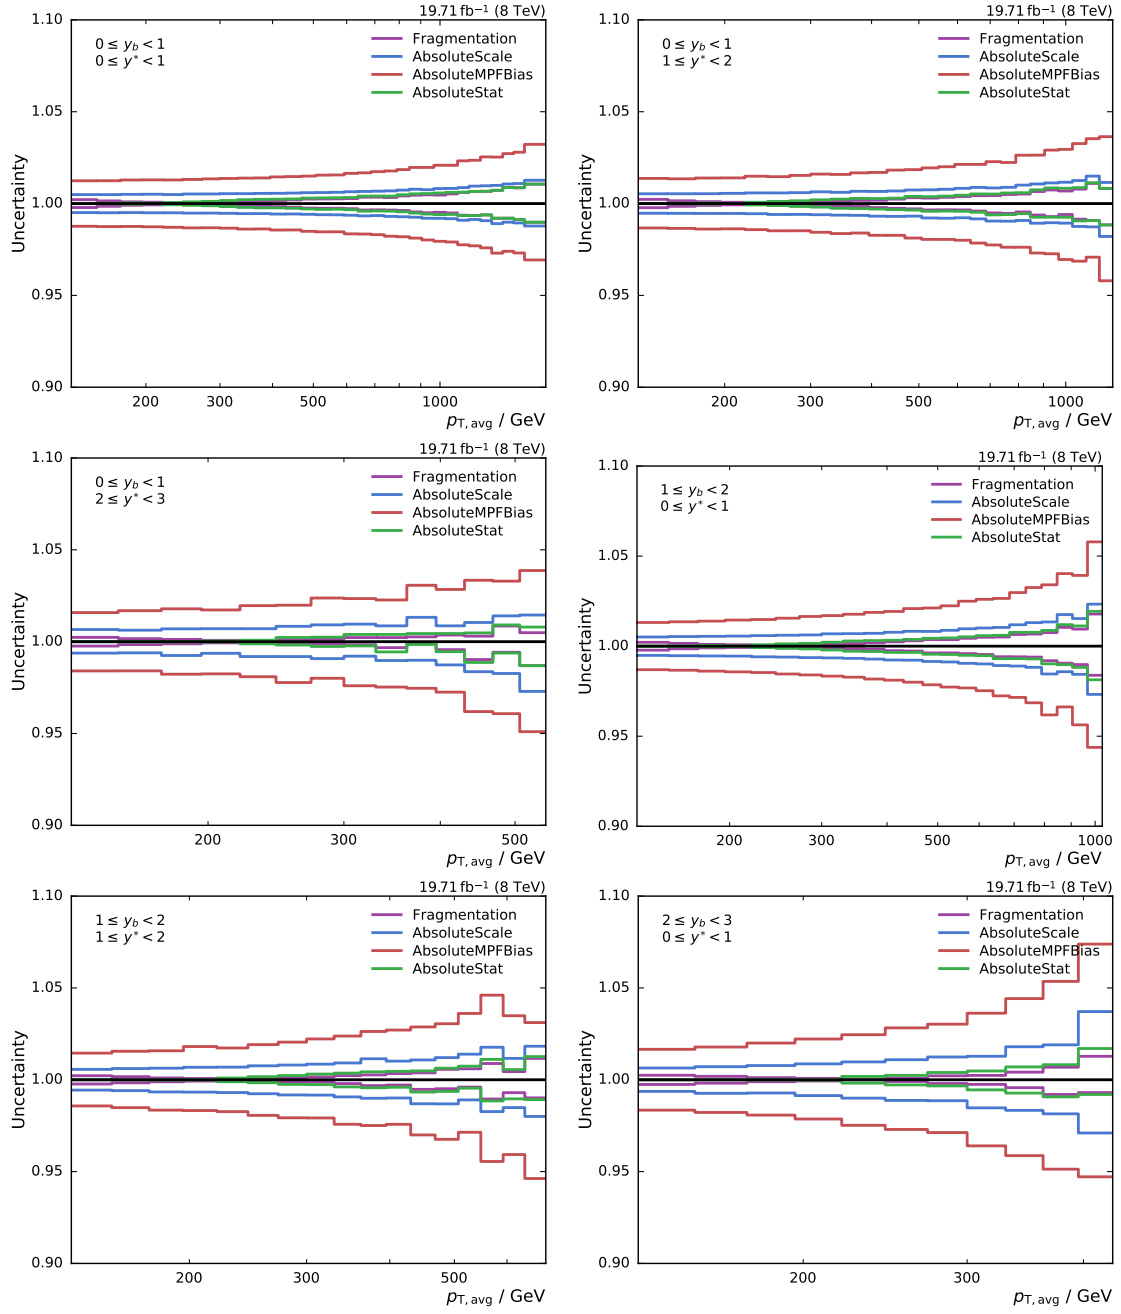 19.71 fb⁻¹ (8 TeV)
0 ≤ y_b < 1
0 ≤ y* < 1
Fragmentation
AbsoluteScale
AbsoluteMPFBias
AbsoluteStat
Uncertainty
1.10
1.05
1.00
0.95
0.90
200 300 500 1000
p_T,avg / GeV
19.71 fb⁻¹ (8 TeV)
0 ≤ y_b < 1
1 ≤ y* < 2
Fragmentation
AbsoluteScale
AbsoluteMPFBias
AbsoluteStat
Uncertainty
1.10
1.05
1.00
0.95
0.90
200 300 500 1000
p_T,avg / GeV
19.71 fb⁻¹ (8 TeV)
0 ≤ y_b < 1
2 ≤ y* < 3
Fragmentation
AbsoluteScale
AbsoluteMPFBias
AbsoluteStat
Uncertainty
1.10
1.05
1.00
0.95
0.90
200 300 500
p_T,avg / GeV
19.71 fb⁻¹ (8 TeV)
1 ≤ y_b < 2
0 ≤ y* < 1
Fragmentation
AbsoluteScale
AbsoluteMPFBias
AbsoluteStat
Uncertainty
1.10
1.05
1.00
0.95
0.90
200 300 500 1000
p_T,avg / GeV
19.71 fb⁻¹ (8 TeV)
1 ≤ y_b < 2
1 ≤ y* < 2
Fragmentation
AbsoluteScale
AbsoluteMPFBias
AbsoluteStat
Uncertainty
1.10
1.05
1.00
0.95
0.90
200 300 500
p_T,avg / GeV
19.71 fb⁻¹ (8 TeV)
2 ≤ y_b < 3
0 ≤ y* < 1
Fragmentation
AbsoluteScale
AbsoluteMPFBias
AbsoluteStat
Uncertainty
1.10
1.05
1.00
0.95
0.90
200 300
p_T,avg / GeV